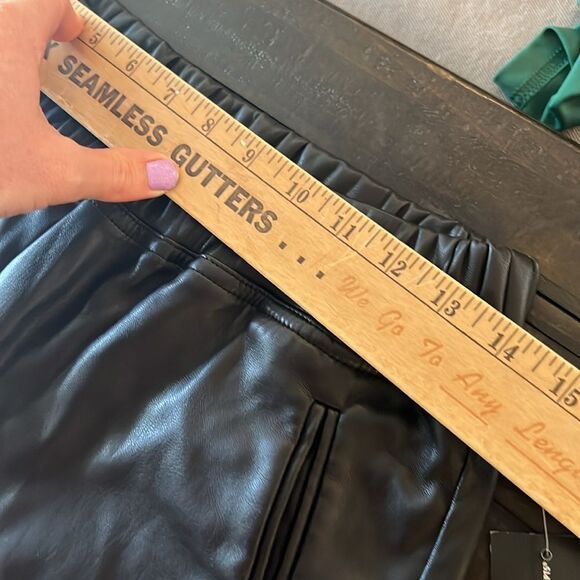 5 6 7 8 9 10 11 12 13 14 15
SEAMLESS GUTTERS . . .
We Go To Any Leng